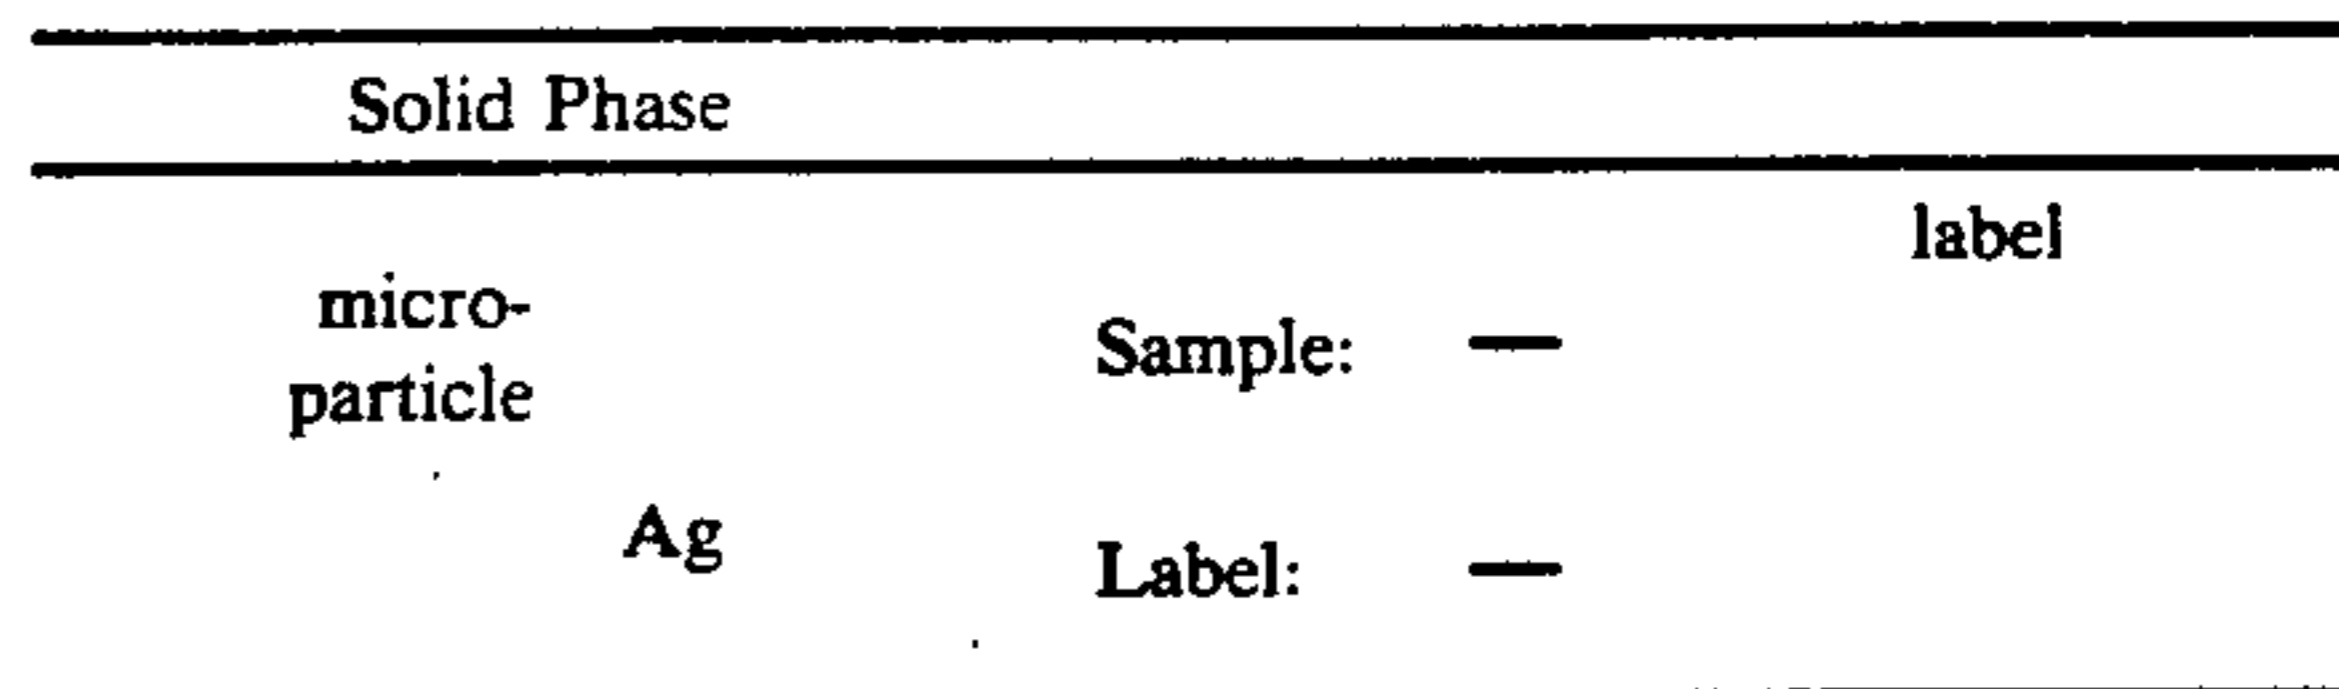 Solid Phase
label
micro-
particle
Sample: —
Ag
Label: —